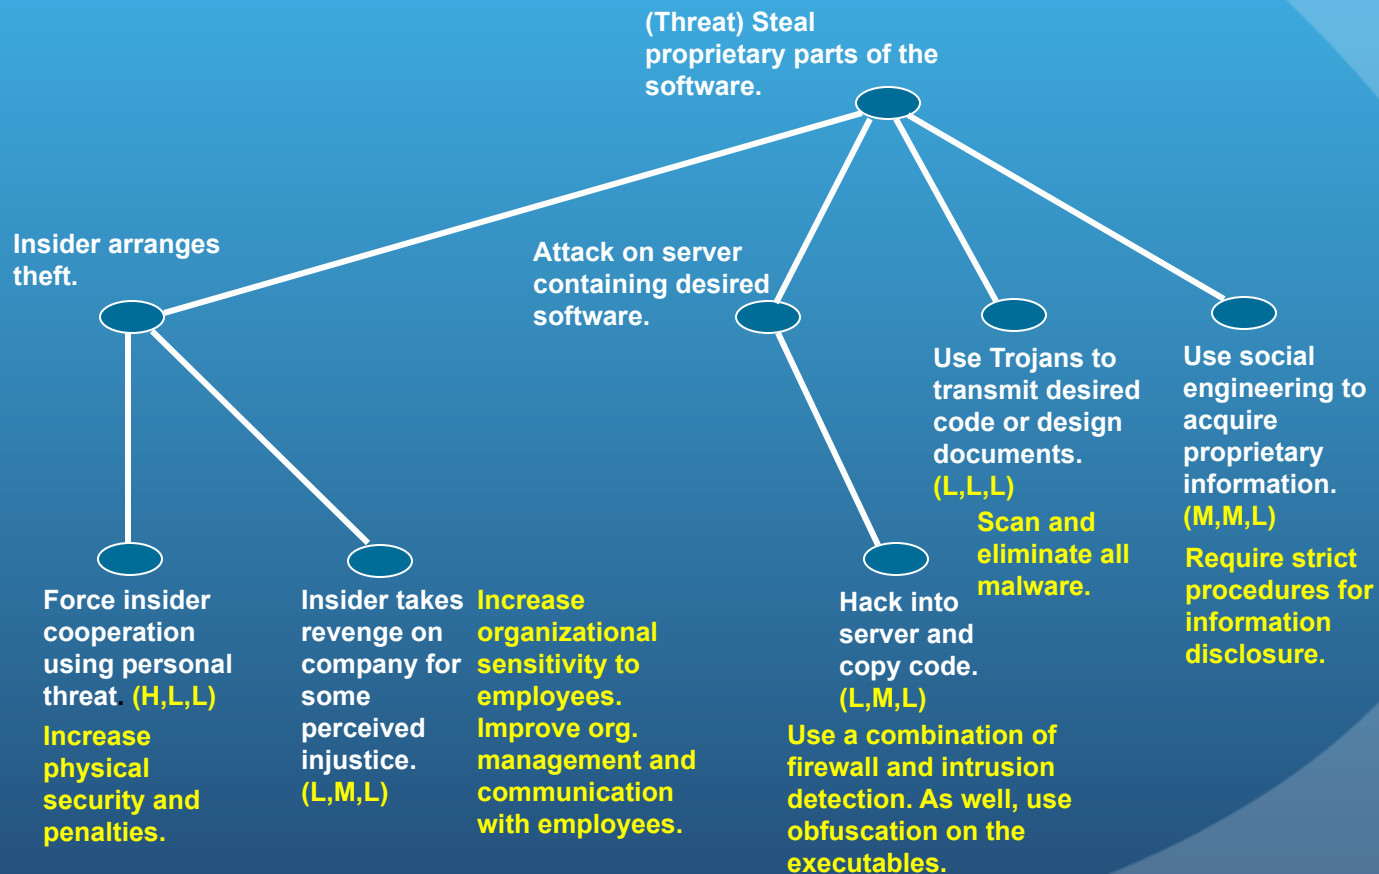 (Threat) Steal
proprietary parts of the
software.
Insider arranges
theft.
Attack on server
containing desired
software.
Use Trojans to
transmit desired
code or design
documents.
(L,L,L)
Scan and
eliminate all
malware.
Use social
engineering to
acquire
proprietary
information.
(M,M,L)
Require strict
procedures for
information
disclosure.
Force insider
cooperation
using personal
threat. (H,L,L)
Increase
physical
security and
penalties.
Insider takes
revenge on
company for
some
perceived
injustice.
(L,M,L)
Increase
organizational
sensitivity to
employees.
Improve org.
management and
communication
with employees.
Hack into
server and
copy code.
(L,M,L)
Use a combination of
firewall and intrusion
detection. As well, use
obfuscation on the
executables.